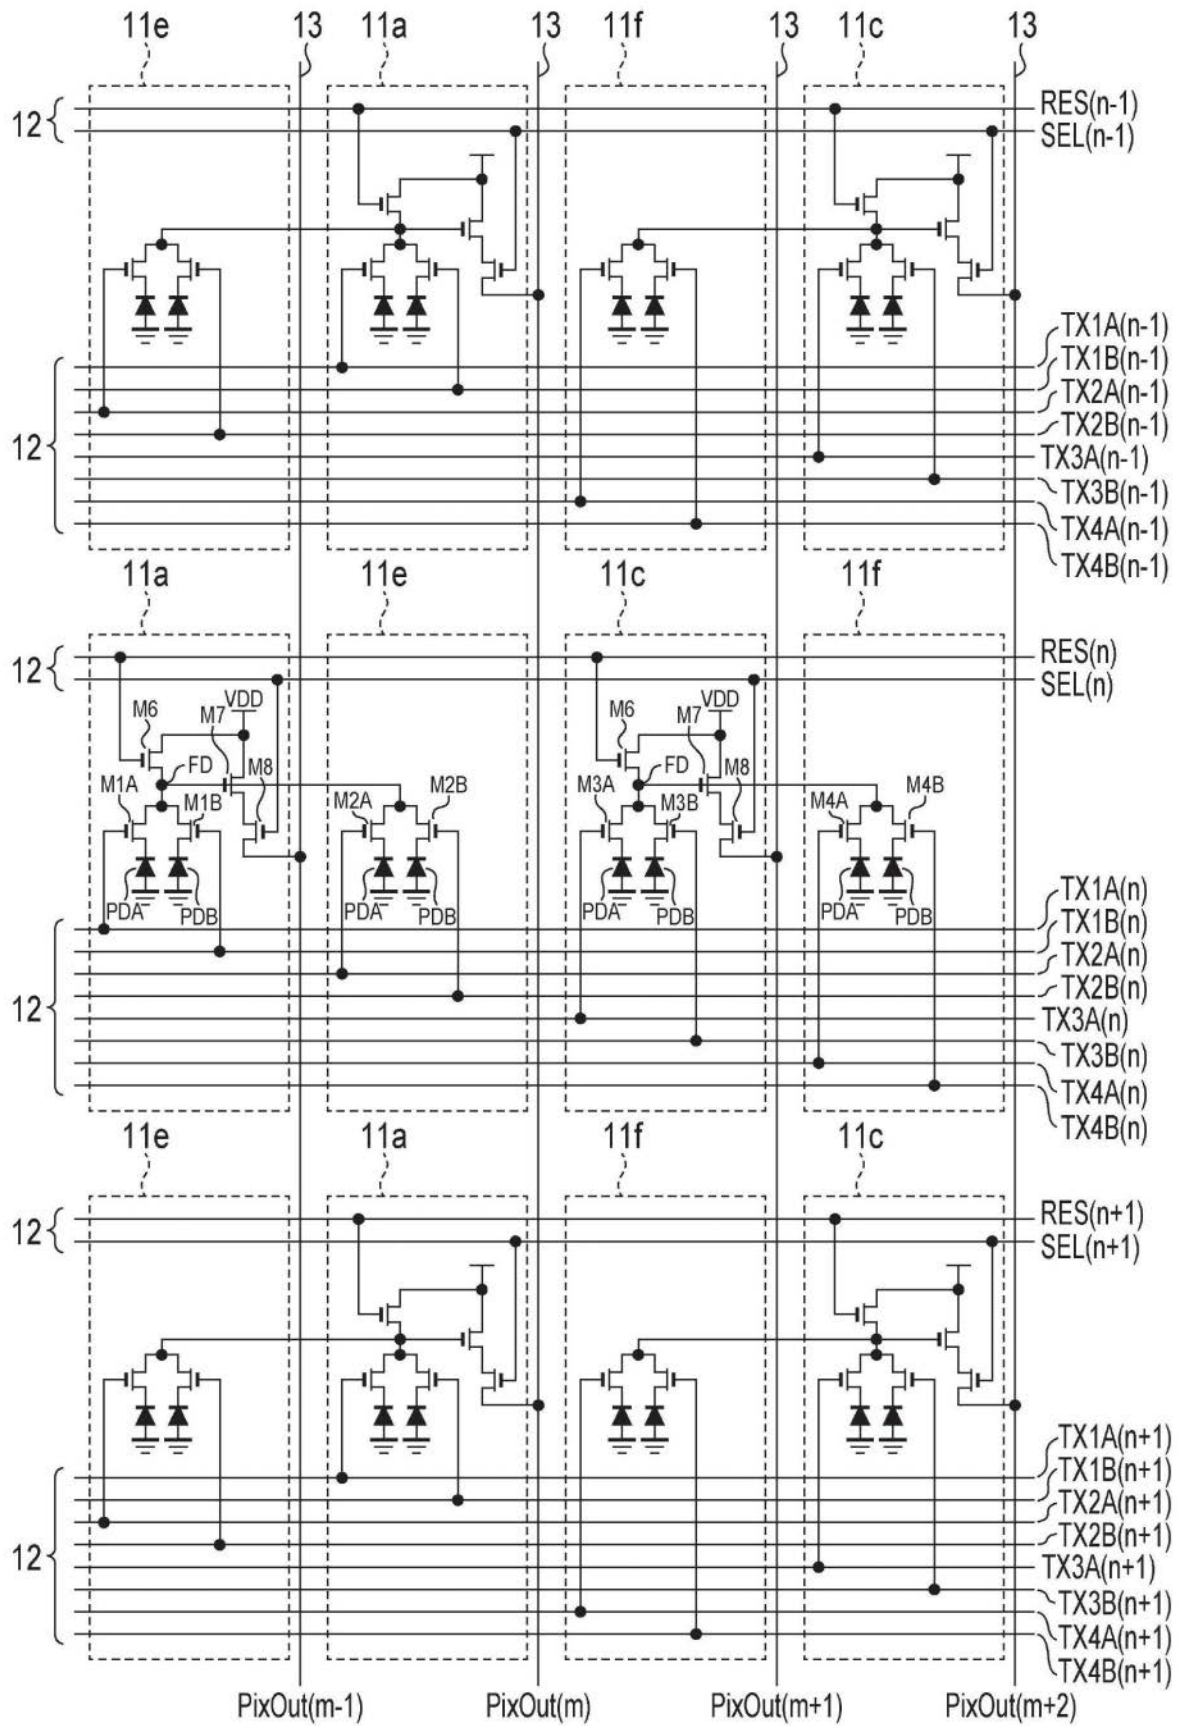 11e 13 11a 13 11f 13 11c 13
12 RES(n-1)
SEL(n-1)
TX1A(n-1)
TX1B(n-1)
TX2A(n-1)
12 TX2B(n-1)
TX3A(n-1)
TX3B(n-1)
TX4A(n-1)
TX4B(n-1)
11a 11e 11c 11f
12 RES(n)
SEL(n)
M6 M7 VDD M6 M7 VDD
FD M8 FD M8
M1A M1B M2A M2B M3A M3B M4A M4B
PDA PDB PDA PDB PDA PDB PDA PDB
TX1A(n)
TX1B(n)
TX2A(n)
TX2B(n)
12 TX3A(n)
TX3B(n)
TX4A(n)
TX4B(n)
11e 11a 11f 11c
12 RES(n+1)
SEL(n+1)
TX1A(n+1)
TX1B(n+1)
TX2A(n+1)
TX2B(n+1)
12 TX3A(n+1)
TX3B(n+1)
TX4A(n+1)
TX4B(n+1)
PixOut(m-1) PixOut(m) PixOut(m+1) PixOut(m+2)